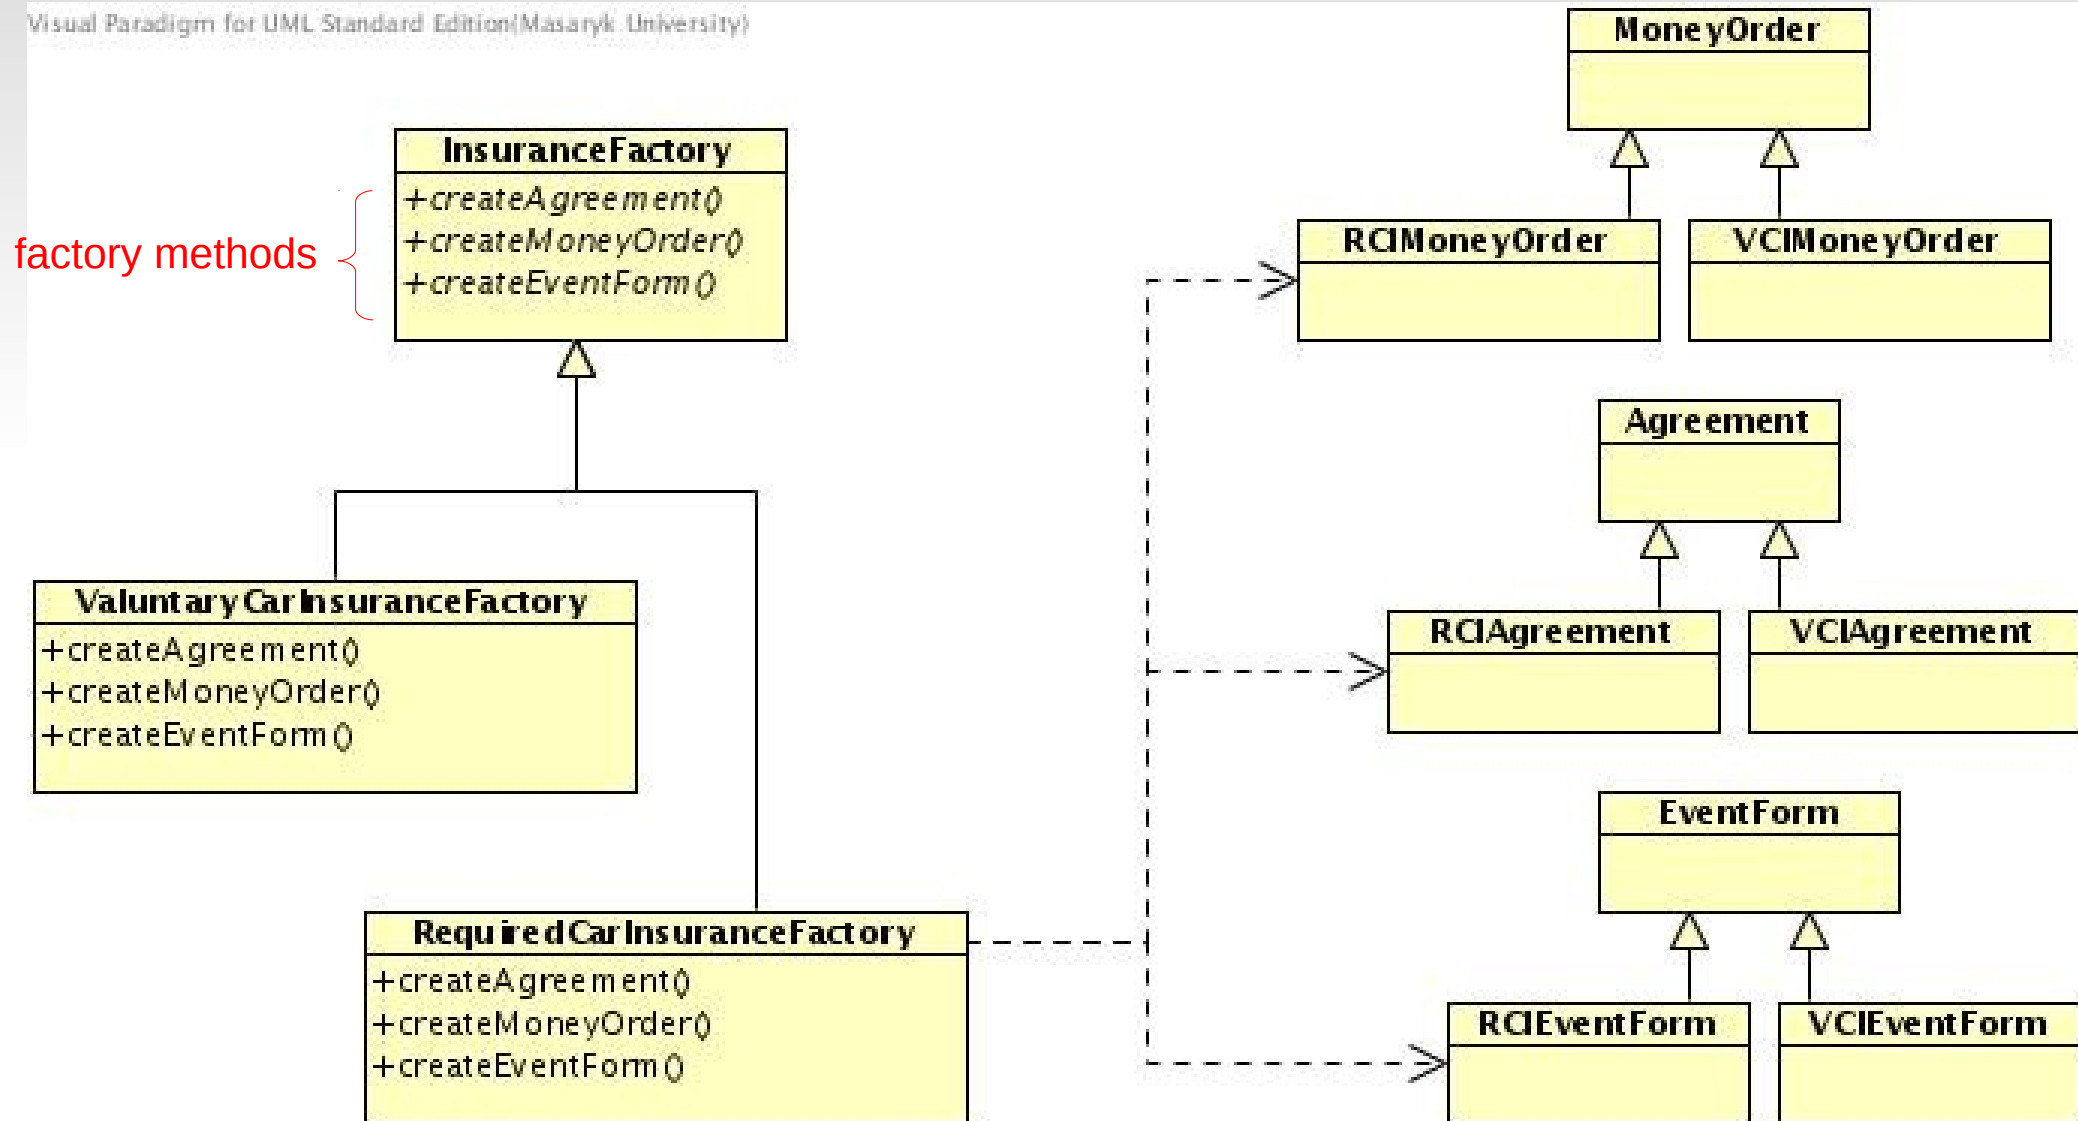 Visual Paradigm for UML Standard Edition(Masaryk University)
MoneyOrder
InsuranceFactory
+createAgreement()
+createMoneyOrder()
+createEventForm()
factory methods
RCIMoneyOrder
VCIMoneyOrder
Agreement
ValuntaryCarInsuranceFactory
+createAgreement()
+createMoneyOrder()
+createEventForm()
RCIAgreement
VCIAgreement
EventForm
RequiredCarInsuranceFactory
+createAgreement()
+createMoneyOrder()
+createEventForm()
RCIEventForm
VCIEventForm